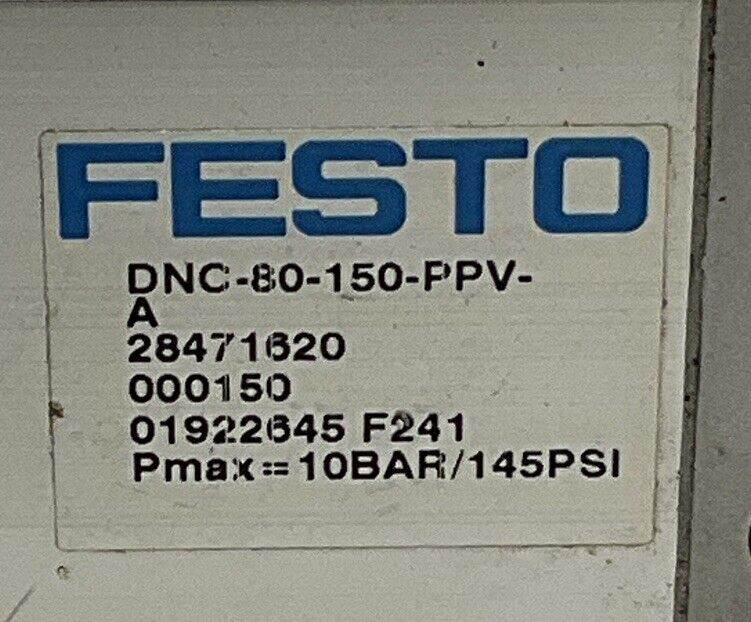 FESTO
DNC-80-150-PPV-
A
28471620
000150
01922645 F241
Pmax=10BAR/145PSI